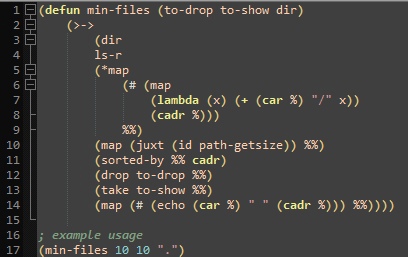 1 (defun min-files (to-drop to-show dir)
2 (>->
3 (dir
4 ls-r
5 (*map
6 (# (map
7 (lambda (x) (+ (car %) "/" x))
8 (cadr %)))
9 %%)
10 (map (juxt (id path-getsize)) %%)
11 (sorted-by %% cadr)
12 (drop to-drop %%)
13 (take to-show %%)
14 (map (# (echo (car %) " " (cadr %))) %%))))
15
16 ; example usage
17 (min-files 10 10 ".")